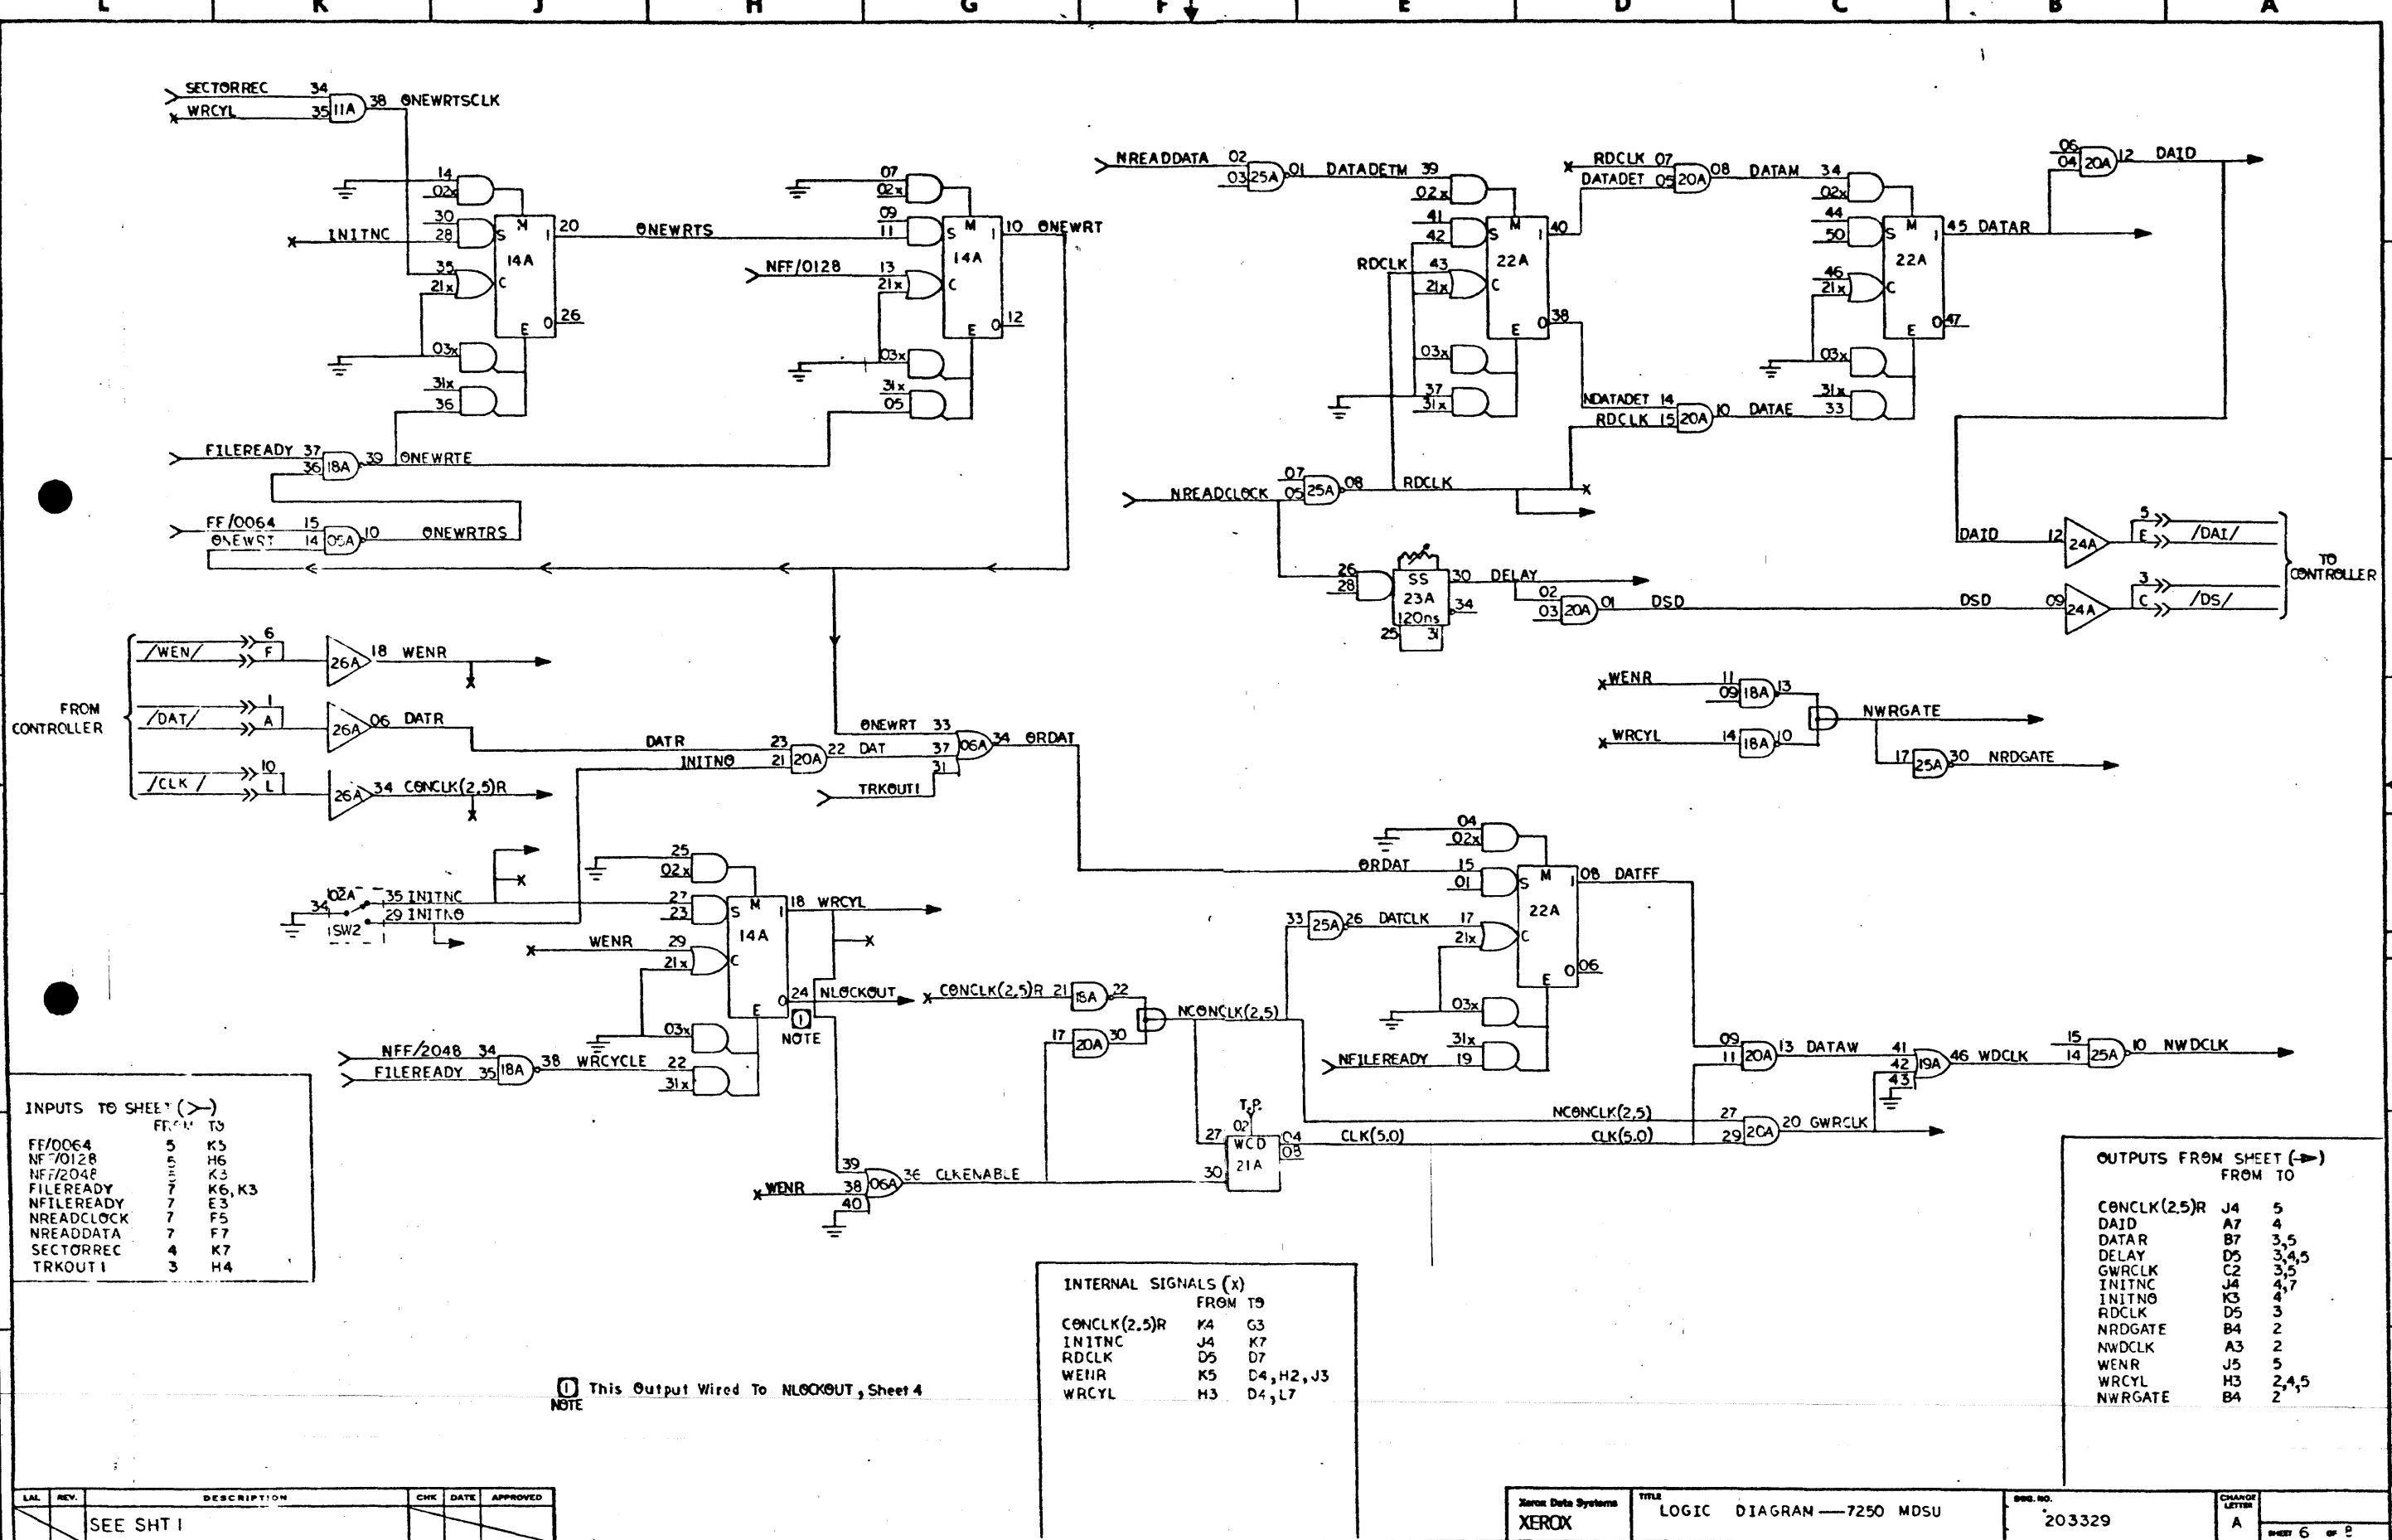 L K J H G F E D C B A
SECTORREC 34
WRCYL 35 11A 38 ONEWRTSCLK
14
02x
30
INITNC 28
35
21x
S M 1 20 ONEWRTS
14A
C
E 0 26
03x
31x
36
FILEREADY 37
36 18A 39 ONEWRTE
FF/0064 15
ONEWRT 14 05A 10 ONEWRTRS
07
02x
09
11
NFF/0128 13
21x
S M 1 10 ONEWRT
14A
C
E 0 12
03x
31x
05
NREADDATA 02
03 25A 01 DATADETM 39
02x
41
42
RDCLK 43
21x
S M 1 40
22A
C
E 0 38
03x
37
31x
NREADCLOCK 07
05 25A 08 RDCLK
RDCLK 07
DATADET 05 20A 08 DATAM 34
02x
44
50
46
21x
S M 1 45 DATAR
22A
C
E 0 47
03x
31x
NDATADET 14
RDCLK 15 20A 10 DATAE 33
06
04 20A 12 DAID
DAID 12 24A 5 E /DAI/
DSD 09 24A 3 C /DS/
TO
CONTROLLER
26
28
SS
23A
120ns
25 31
30 DELAY
34
02
03 20A 01 DSD
FROM
CONTROLLER
/WEN/ 6 F 26A 18 WENR
/DAT/ 1 A 26A 06 DATR
/CLK/ 10 L 26A 34 CONCLK(2,5)R
DATR 23
INITNO 21 20A 22 DAT 37
ONEWRT 33
31
TRKOUT1
06A 34 ORDAT
WENR 11
09 18A 13
WRCYL 14 18A 10
NWRGATE
17 25A 30 NRDGATE
34 02A 35 INITNC
29 INITNO
SW2
25
02x
27
23
WENR 29
21x
S M 1 18 WRCYL
14A
C
E 0 24 NLOCKOUT
1
NOTE
03x
NFF/2048 34
FILEREADY 35 18A 38 WRCYCLE 22
31x
CONCLK(2,5)R 21 18A 22
17 20A 30
NCONCLK(2,5)
33 25A 26 DATCLK 17
21x
04
02x
ORDAT 15
01
S M 1 08 DATFF
22A
C
E 0 06
03x
31x
NFILEREADY 19
39
WENR 38
40 06A 36 CLKENABLE
T.P.
02
27 WCD 04
21A
30
CLK(5.0) CLK(5.0) 29
NCONCLK(2,5) 27
20A 20 GWRCLK
09
11 20A 13 DATAW 41
42
43 19A 46 WDCLK
15
14 25A 10 NWDCLK
INPUTS TO SHEET (>-)
FROM TO
FF/0064 5 K5
NFF/0128 5 H6
NFF/2048 5 K3
FILEREADY 7 K6,K3
NFILEREADY 7 E3
NREADCLOCK 7 F5
NREADDATA 7 F7
SECTORREC 4 K7
TRKOUT1 3 H4
INTERNAL SIGNALS (X)
FROM TO
CONCLK(2,5)R K4 G3
INITNC J4 K7
RDCLK D5 D7
WENR K5 D4,H2,J3
WRCYL H3 D4,L7
OUTPUTS FROM SHEET (→)
FROM TO
CONCLK(2,5)R J4 5
DAID A7 4
DATAR B7 3,5
DELAY D5 3,4,5
GWRCLK C2 3,5
INITNC J4 4,7
INITNO K3 4
RDCLK D5 3
NRDGATE B4 2
NWDCLK A3 2
WENR J5 5
WRCYL H3 2,4,5
NWRGATE B4 2
1 This Output Wired To NLOCKOUT, Sheet 4
NOTE
LAL REV. DESCRIPTION CHK DATE APPROVED
SEE SHT 1
Xerox Data Systems
XEROX
TITLE
LOGIC DIAGRAM — 7250 MDSU
DWG. NO.
203329
CHANGE LETTER
A
SHEET 6 OF 8